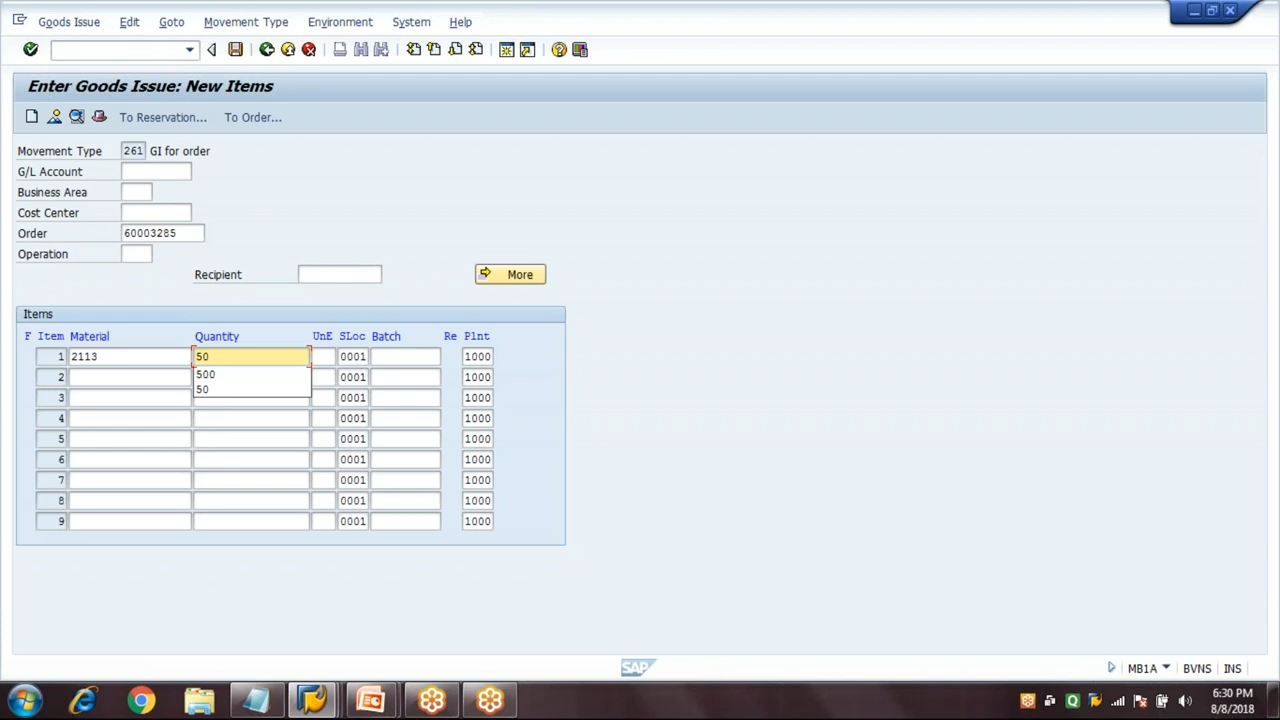 Goods Issue Edit Goto Movement Type Environment System Help
Enter Goods Issue: New Items
To Reservation... To Order...
Movement Type 261 GI for order
G/L Account
Business Area
Cost Center
Order 60003285
Operation
Recipient More
Items
F Item Material Quantity UnE SLoc Batch Re Plnt
1 2113 50 0001 1000
500
2 0001 1000
50
3 0001 1000
4 0001 1000
5 0001 1000
6 0001 1000
7 0001 1000
8 0001 1000
9 0001 1000
SAP MB1A BVNS INS
6:30 PM
8/8/2018